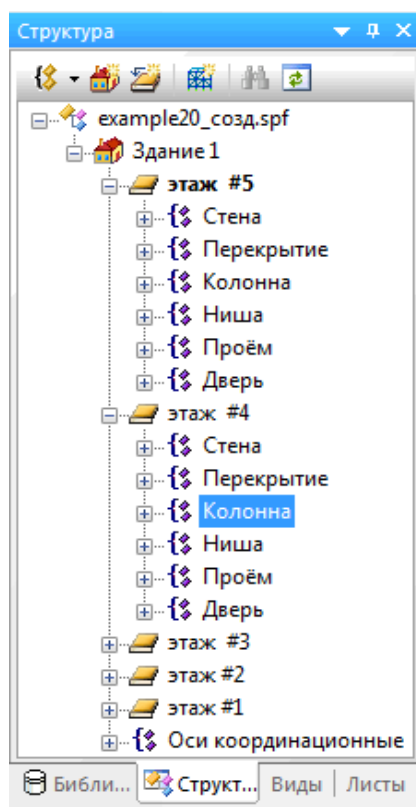 Структура
example20_созд.spf
Здание 1
этаж #5
Стена
Перекрытие
Колонна
Ниша
Проём
Дверь
этаж #4
Стена
Перекрытие
Колонна
Ниша
Проём
Дверь
этаж #3
этаж #2
этаж #1
Оси координационные
Библи... Структ... Виды Листы